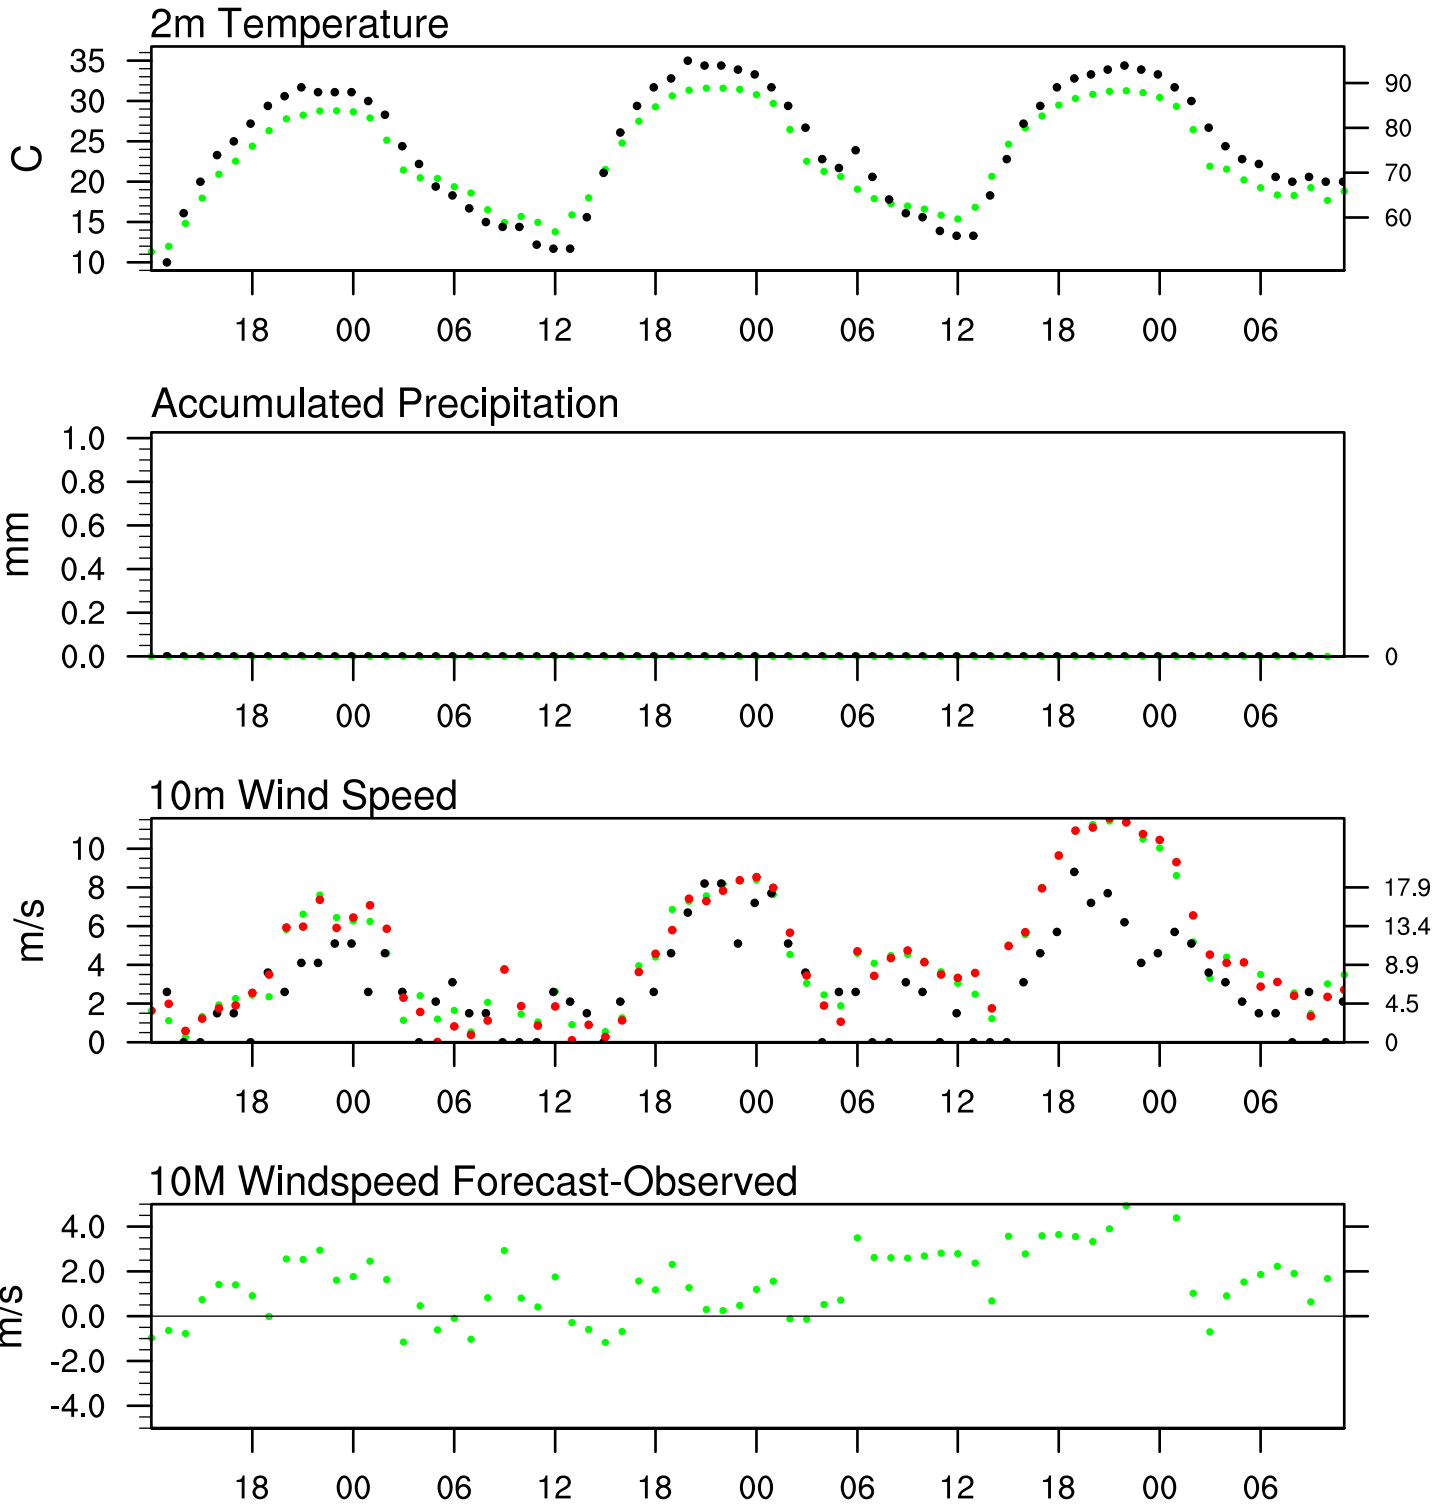 2m Temperature
35
30
25
20
15
10
C
90
80
70
60
18 00 06 12 18 00 06 12 18 00 06
Accumulated Precipitation
1.0
0.8
0.6
0.4
0.2
0.0
mm
0
18 00 06 12 18 00 06 12 18 00 06
10m Wind Speed
10
8
6
4
2
0
m/s
17.9
13.4
8.9
4.5
0
18 00 06 12 18 00 06 12 18 00 06
10M Windspeed Forecast-Observed
4.0
2.0
0.0
-2.0
-4.0
m/s
18 00 06 12 18 00 06 12 18 00 06